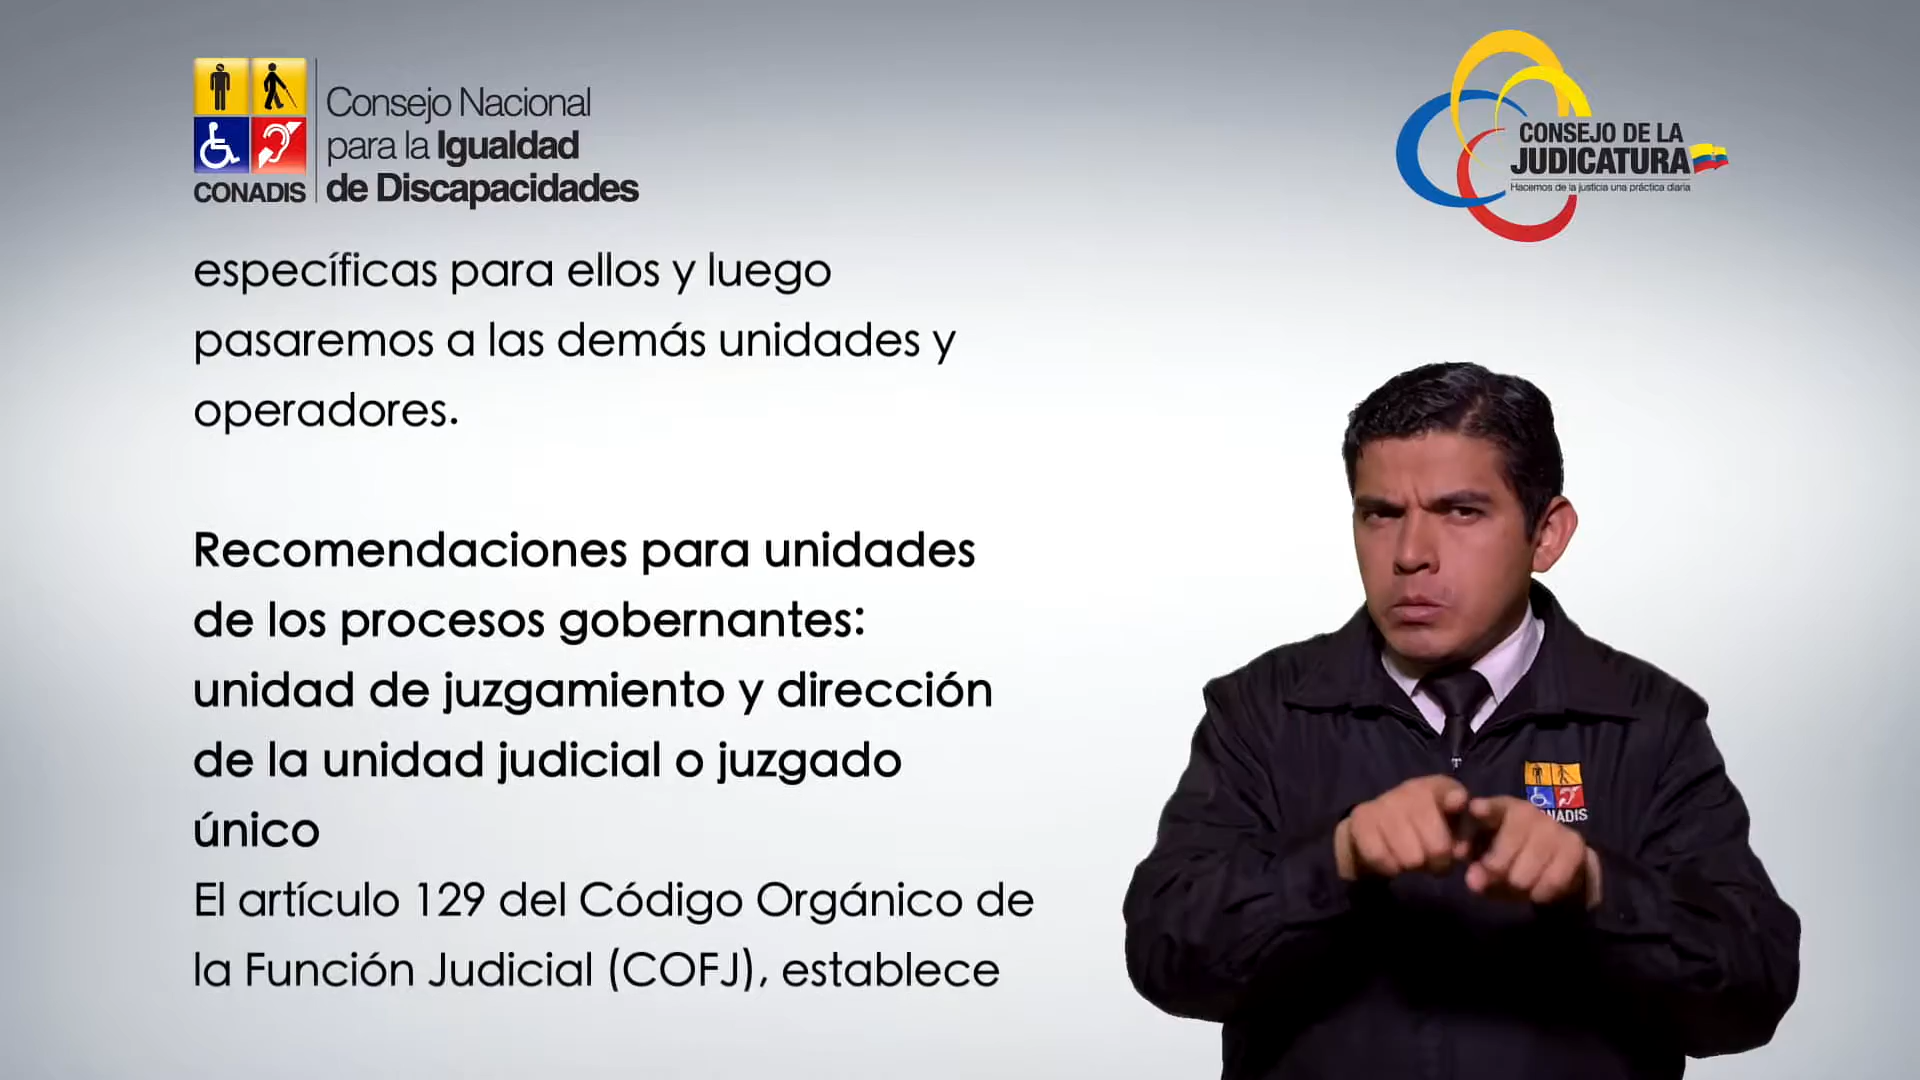 Consejo Nacional
para la Igualdad
de Discapacidades
CONADIS
CONSEJO DE LA
JUDICATURA
Hacemos de la justicia una práctica diaria
específicas para ellos y luego
pasaremos a las demás unidades y
operadores.
Recomendaciones para unidades
de los procesos gobernantes:
unidad de juzgamiento y dirección
de la unidad judicial o juzgado
único
El artículo 129 del Código Orgánico de
la Función Judicial (COFJ), establece
NADIS